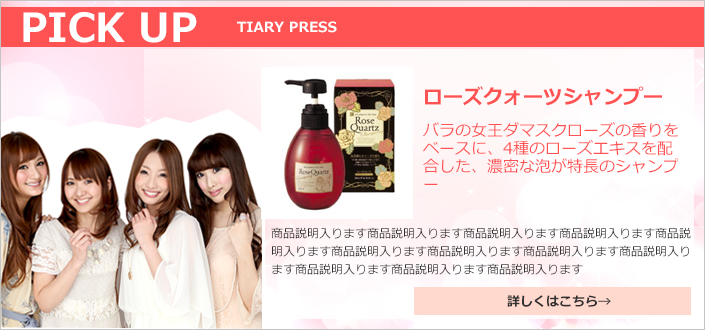 PICK UP
TIARY PRESS
ローズクォーツシャンプー
バラの女王ダマスクローズの香りを
ベースに、4種のローズエキスを配
合した、濃密な泡が特長のシャンプ
ー
Rose
Quartz
RoseQuartz
商品説明入ります商品説明入ります商品説明入ります商品説明入ります商品説
明入ります商品説明入ります商品説明入ります商品説明入ります商品説明入り
ます商品説明入ります商品説明入ります商品説明入ります
詳しくはこちら→